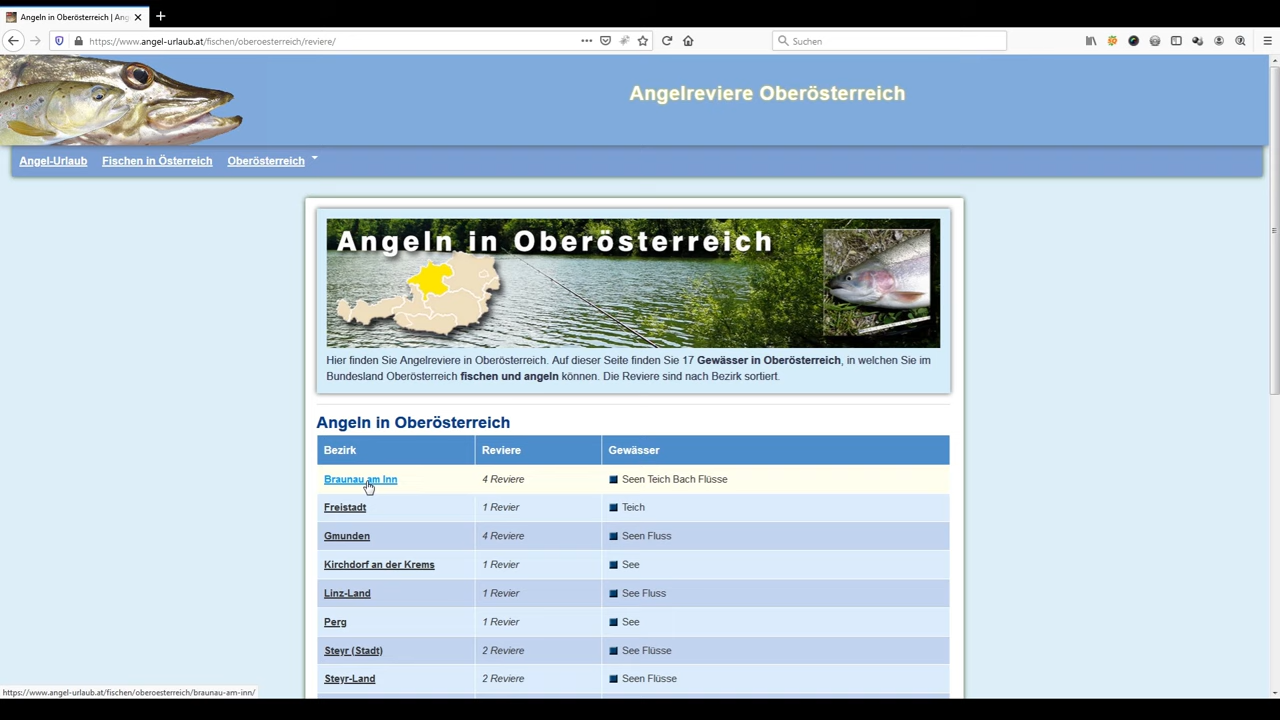 Angeln in Oberösterreich | Ang
https://www.angel-urlaub.at/fischen/oberoesterreich/reviere/
Suchen
Angelreviere Oberösterreich
Angel-Urlaub Fischen in Österreich Oberösterreich
Angeln in Oberösterreich
Hier finden Sie Angelreviere in Oberösterreich. Auf dieser Seite finden Sie 17 Gewässer in Oberösterreich, in welchen Sie im
Bundesland Oberösterreich fischen und angeln können. Die Reviere sind nach Bezirk sortiert.
Angeln in Oberösterreich
Bezirk Reviere Gewässer
Braunau am Inn 4 Reviere Seen Teich Bach Flüsse
Freistadt 1 Revier Teich
Gmunden 4 Reviere Seen Fluss
Kirchdorf an der Krems 1 Revier See
Linz-Land 1 Revier See Fluss
Perg 1 Revier See
Steyr (Stadt) 2 Reviere See Flüsse
Steyr-Land 2 Reviere Seen Flüsse
https://www.angel-urlaub.at/fischen/oberoesterreich/braunau-am-inn/